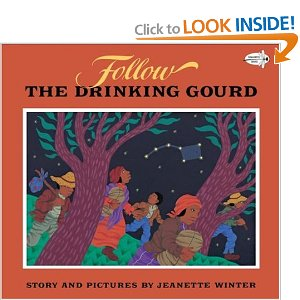 Click to LOOK INSIDE!
Follow
THE DRINKING GOURD
STORY AND PICTURES BY JEANETTE WINTER